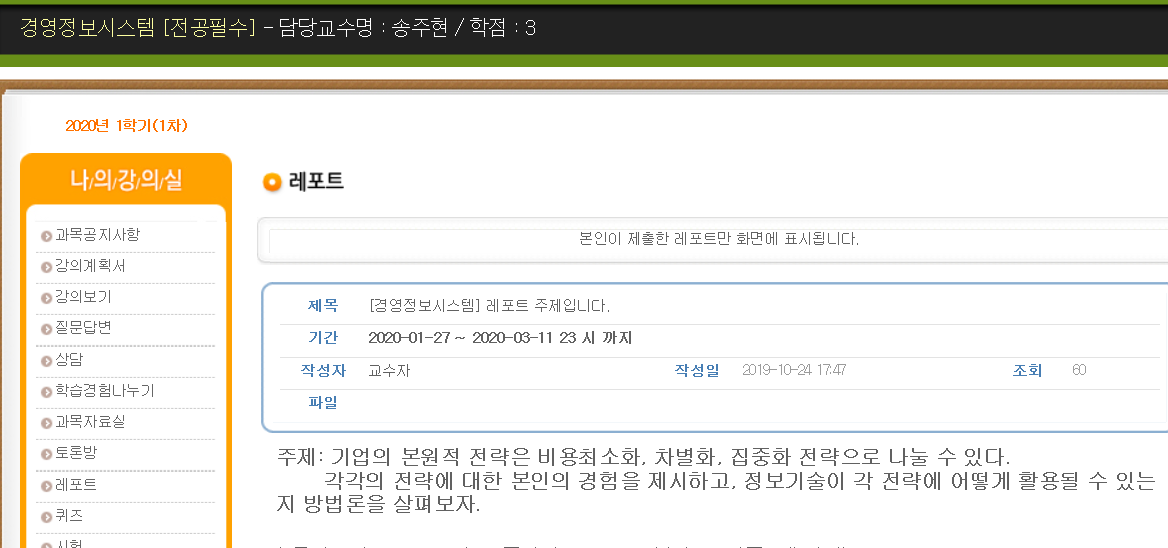 경영정보시스템 [전공필수] - 담당교수명 : 송주현 / 학점 : 3
2020년 1학기(1차)
나/의/강/의/실
과목공지사항
강의계획서
강의보기
질문답변
상담
학습경험나누기
과목자료실
토론방
레포트
퀴즈
시험
레포트
본인이 제출한 레포트만 화면에 표시됩니다.
제목 [경영정보시스템] 레포트 주제입니다.
기간 2020-01-27 ~ 2020-03-11 23 시 까지
작성자 교수자 작성일 2019-10-24 17:47 조회 60
파일
주제: 기업의 본원적 전략은 비용최소화, 차별화, 집중화 전략으로 나눌 수 있다.
각각의 전략에 대한 본인의 경험을 제시하고, 정보기술이 각 전략에 어떻게 활용될 수 있는
지 방법론을 살펴보자.